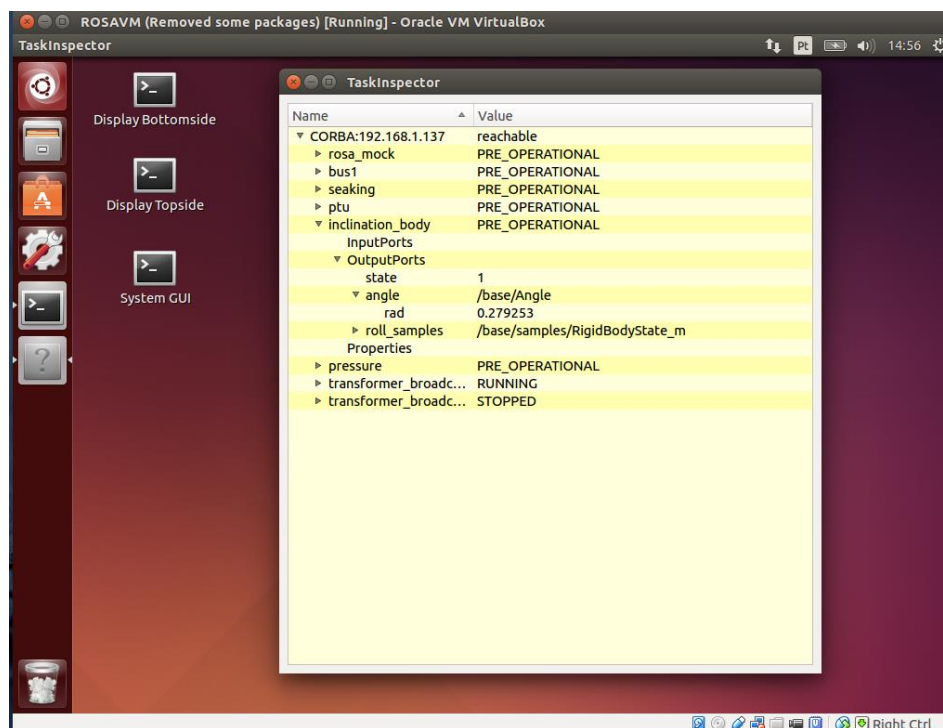 ROSAVM (Removed some packages) [Running] - Oracle VM VirtualBox
TaskInspector
Pt
14:56
Display Bottomside
Display Topside
System GUI
TaskInspector
Name Value
CORBA:192.168.1.137 reachable
rosa_mock PRE_OPERATIONAL
bus1 PRE_OPERATIONAL
seaking PRE_OPERATIONAL
ptu PRE_OPERATIONAL
inclination_body PRE_OPERATIONAL
InputPorts
OutputPorts
state 1
angle /base/Angle
rad 0.279253
roll_samples /base/samples/RigidBodyState_m
Properties
pressure PRE_OPERATIONAL
transformer_broadc... RUNNING
transformer_broadc... STOPPED
Right Ctrl